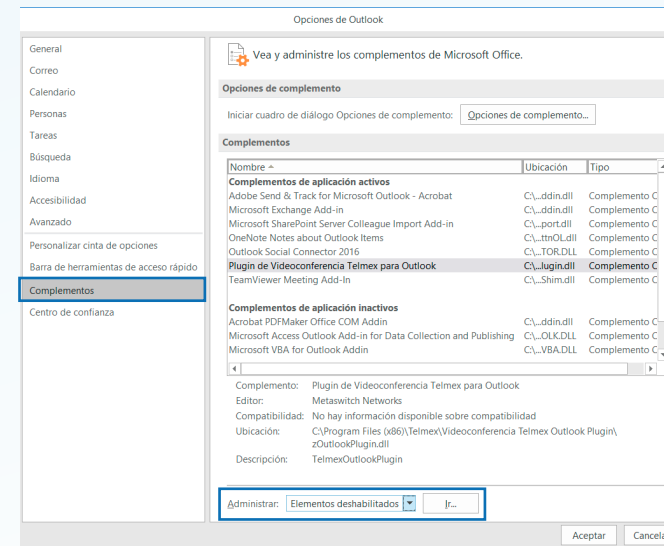 Opciones de Outlook
General
Correo
Calendario
Personas
Tareas
Búsqueda
Idioma
Accesibilidad
Avanzado
Personalizar cinta de opciones
Barra de herramientas de acceso rápido
Complementos
Centro de confianza
Vea y administre los complementos de Microsoft Office.
Opciones de complemento
Iniciar cuadro de diálogo Opciones de complemento: Opciones de complemento...
Complementos
Nombre Ubicación Tipo
Complementos de aplicación activos
Adobe Send & Track for Microsoft Outlook - Acrobat C:\...ddin.dll Complemento C
Microsoft Exchange Add-in C:\...ddin.dll Complemento C
Microsoft SharePoint Server Colleague Import Add-in C:\...port.dll Complemento C
OneNote Notes about Outlook Items C:\...ttnOL.dll Complemento C
Outlook Social Connector 2016 C:\...TOR.DLL Complemento C
Plugin de Videoconferencia Telmex para Outlook C:\...lugin.dll Complemento C
TeamViewer Meeting Add-In C:\...Shim.dll Complemento C
Complementos de aplicación inactivos
Acrobat PDFMaker Office COM Addin C:\...ddin.dll Complemento C
Microsoft Access Outlook Add-in for Data Collection and Publishing C:\...OLK.DLL Complemento C
Microsoft VBA for Outlook Addin C:\...VBA.DLL Complemento C
Complemento: Plugin de Videoconferencia Telmex para Outlook
Editor: Metaswitch Networks
Compatibilidad: No hay información disponible sobre compatibilidad
Ubicación: C:\Program Files (x86)\Telmex\Videoconferencia Telmex Outlook Plugin\
zOutlookPlugin.dll
Descripción: TelmexOutlookPlugin
Administrar: Elementos deshabilitados Ir...
Aceptar Cancela